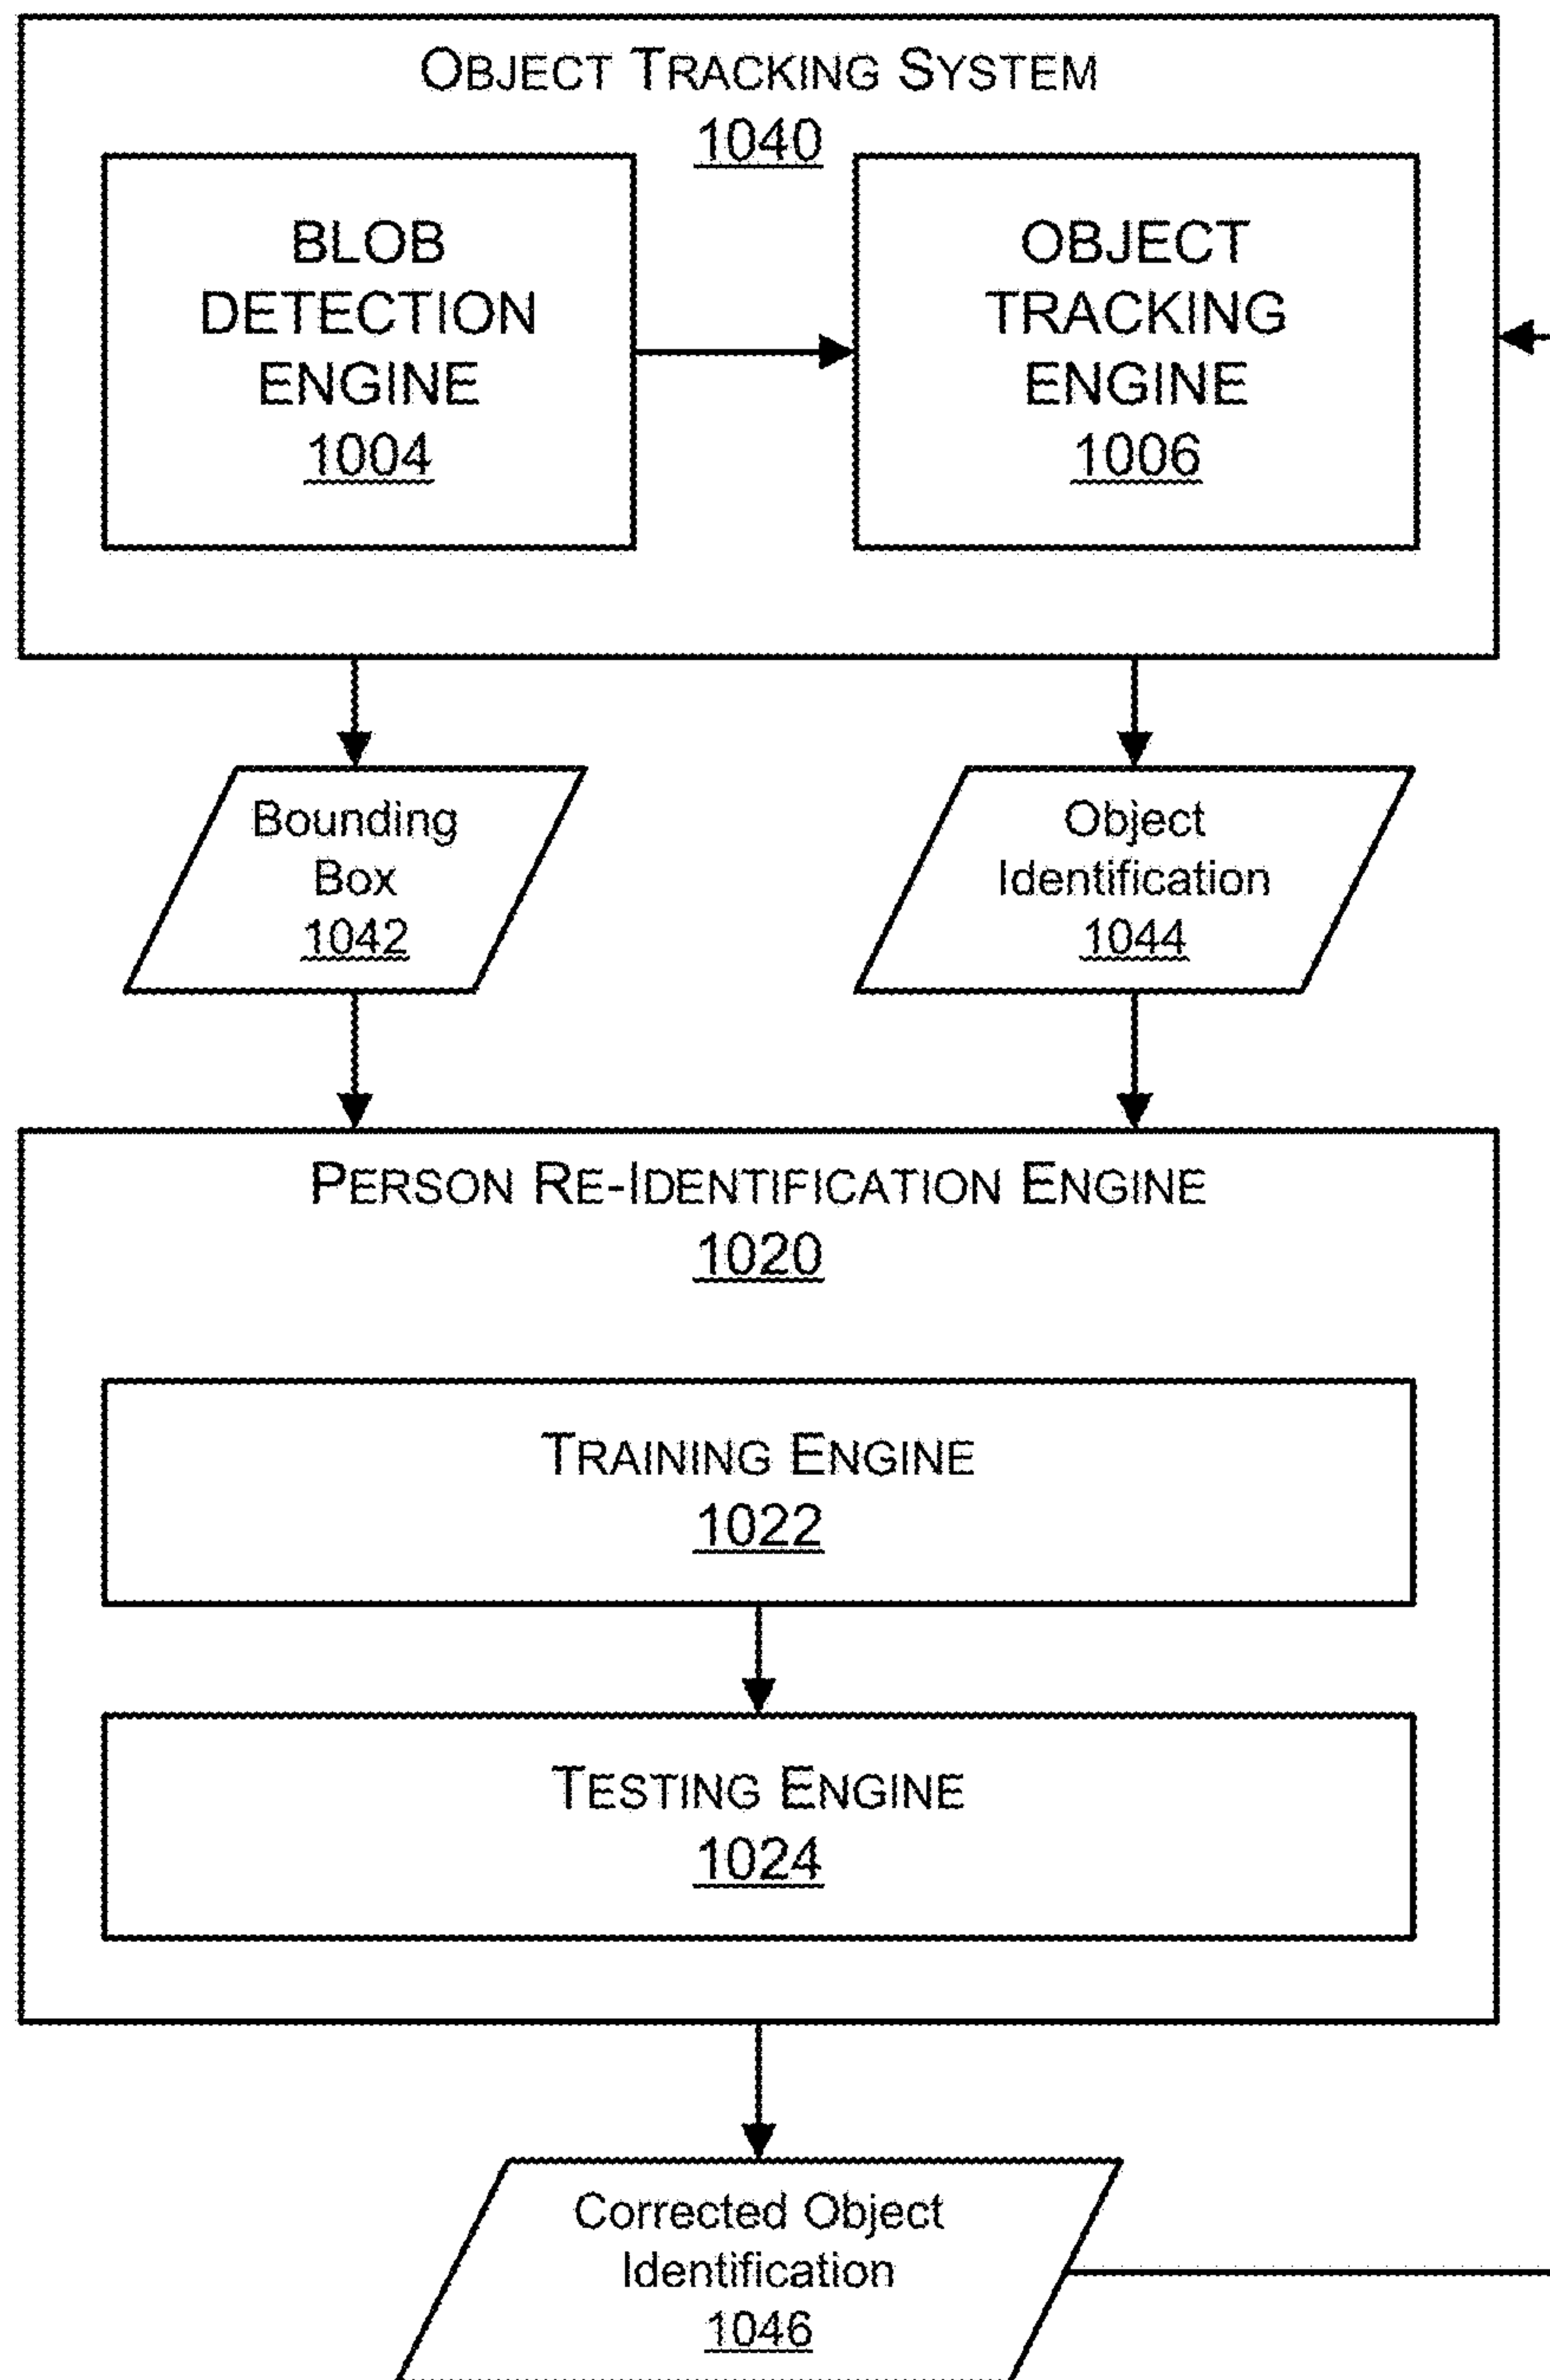 OBJECT TRACKING SYSTEM
1040
BLOB
DETECTION
ENGINE
1004
OBJECT
TRACKING
ENGINE
1006
Bounding
Box
1042
Object
Identification
1044
PERSON RE-IDENTIFICATION ENGINE
1020
TRAINING ENGINE
1022
TESTING ENGINE
1024
Corrected Object
Identification
1046